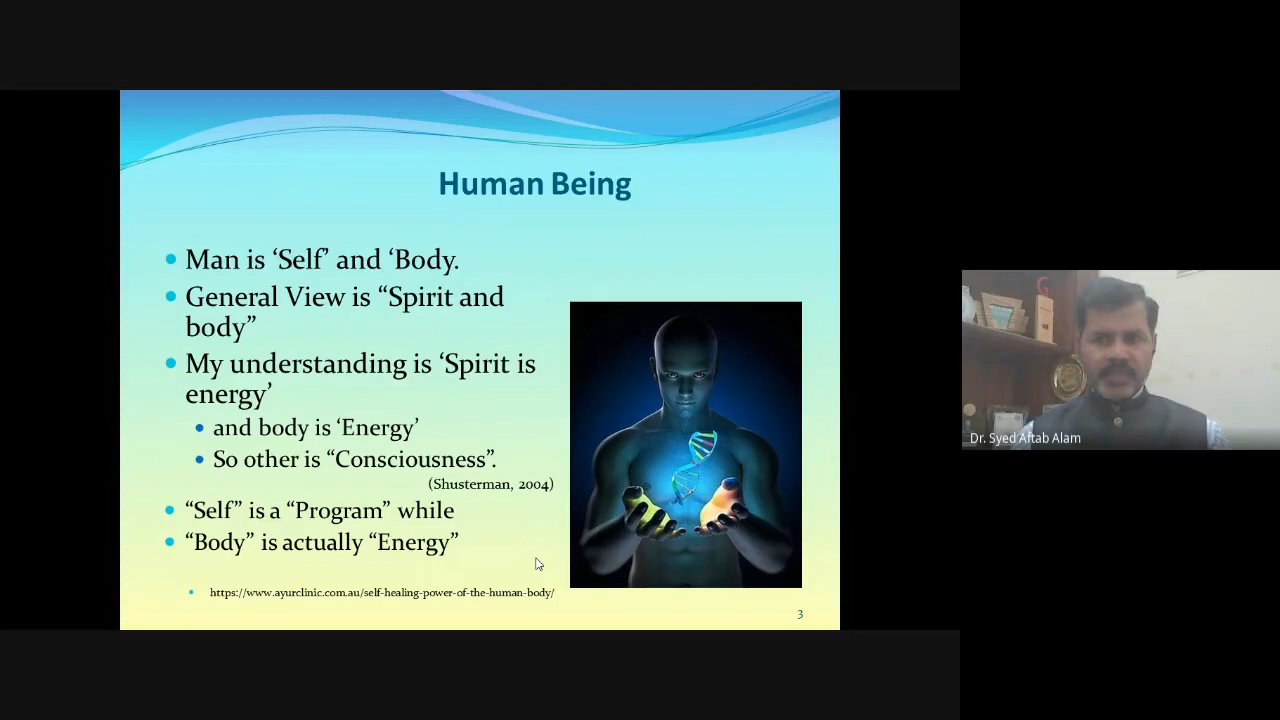 Human Being
Man is ‘Self’ and ‘Body.
General View is “Spirit and
body”
My understanding is ‘Spirit is
energy’
and body is ‘Energy’
So other is “Consciousness”.
(Shusterman, 2004)
“Self” is a “Program” while
“Body” is actually “Energy”
https://www.ayurclinic.com.au/self-healing-power-of-the-human-body/
3
Dr. Syed Aftab Alam